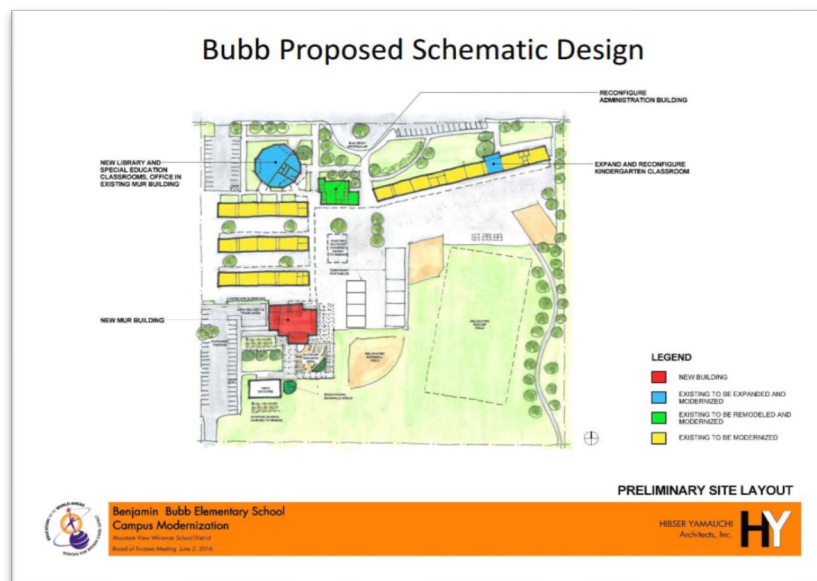 Bubb Proposed Schematic Design
RECONFIGURE
ADMINISTRATION BUILDING
NEW LIBRARY AND
SPECIAL EDUCATION
CLASSROOMS, OFFICE IN
EXISTING MUR BUILDING
EXPAND AND RECONFIGURE
KINDERGARTEN CLASSROOM
NEW MUR BUILDING
LEGEND
NEW BUILDING
EXISTING TO BE EXPANDED AND
MODERNIZED
EXISTING TO BE REMODELED AND
MODERNIZED
EXISTING TO BE MODERNIZED
PRELIMINARY SITE LAYOUT
Benjamin Bubb Elementary School
Campus Modernization
Mountain View Whisman School District
Board of Trustees Meeting June 2, 2016
HIBSER YAMAUCHI
Architects, Inc.
HY